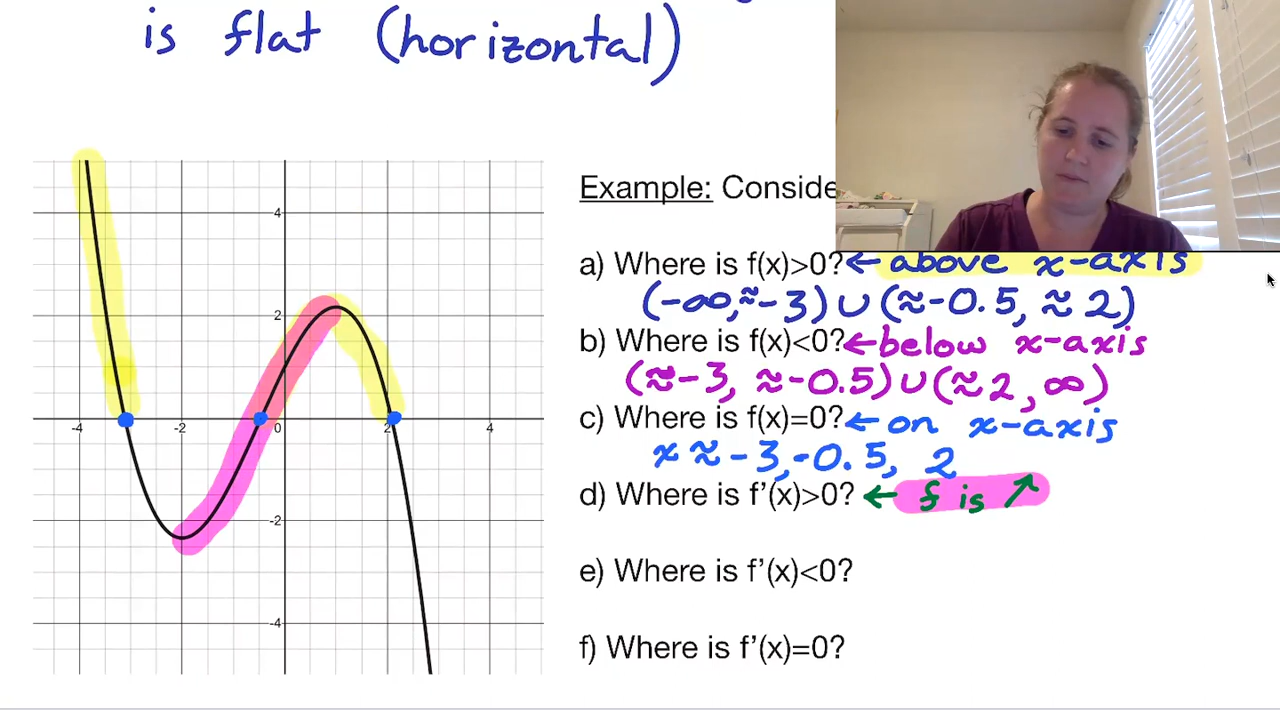 is flat (horizontal)
Example: Conside
a) Where is f(x)>0? ← above x-axis
(-∞, ≈-3) ∪ (≈-0.5, ≈2)
b) Where is f(x)<0? ← below x-axis
(≈-3, ≈-0.5) ∪ (≈2, ∞)
c) Where is f(x)=0? ← on x-axis
x ≈ -3, -0.5, 2
d) Where is f'(x)>0? ← f is ↗
e) Where is f'(x)<0?
f) Where is f'(x)=0?
4
2
-4 -2 0 2 4
-2
-4